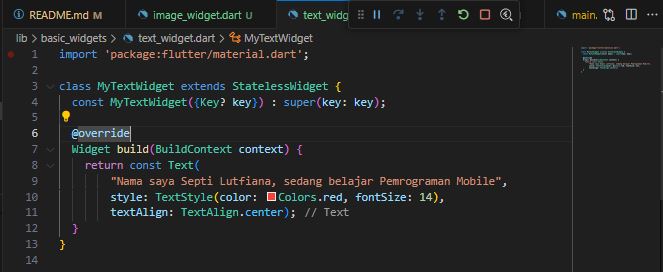 README.md
image_widget.dart
text_widget.dart
main.
lib > basic_widgets > text_widget.dart > MyTextWidget
1 import 'package:flutter/material.dart';
2
3 class MyTextWidget extends StatelessWidget {
4 const MyTextWidget({Key? key}) : super(key: key);
5
6 @override
7 Widget build(BuildContext context) {
8 return const Text(
9 "Nama saya Septi Lutfiana, sedang belajar Pemrograman Mobile",
10 style: TextStyle(color: Colors.red, fontSize: 14),
11 textAlign: TextAlign.center); // Text
12 }
13 }
14